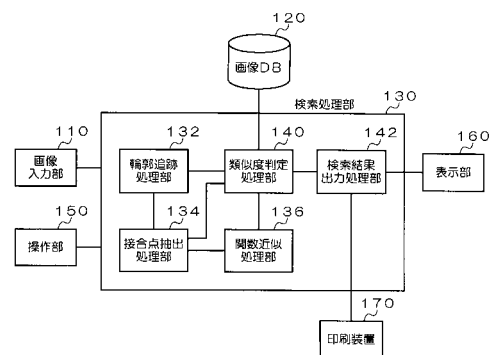 120
画像DB
検索処理部
130
110
画像
入力部
132
輪郭追跡
処理部
140
類似度判定
処理部
142
検索結果
出力処理部
160
表示部
150
操作部
134
接合点抽出
処理部
136
関数近似
処理部
170
印刷装置